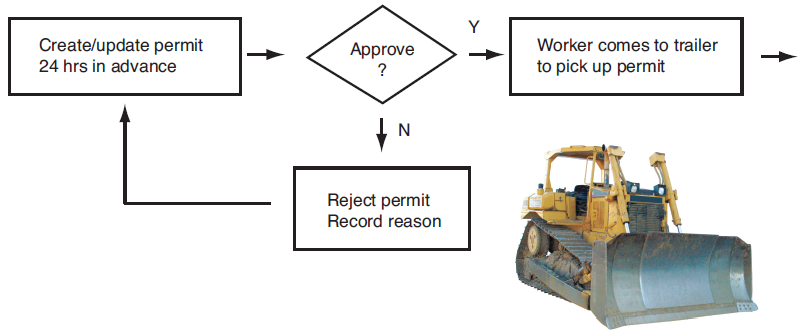 Create/update permit
24 hrs in advance
Approve
?
Y
Worker comes to trailer
to pick up permit
N
Reject permit
Record reason